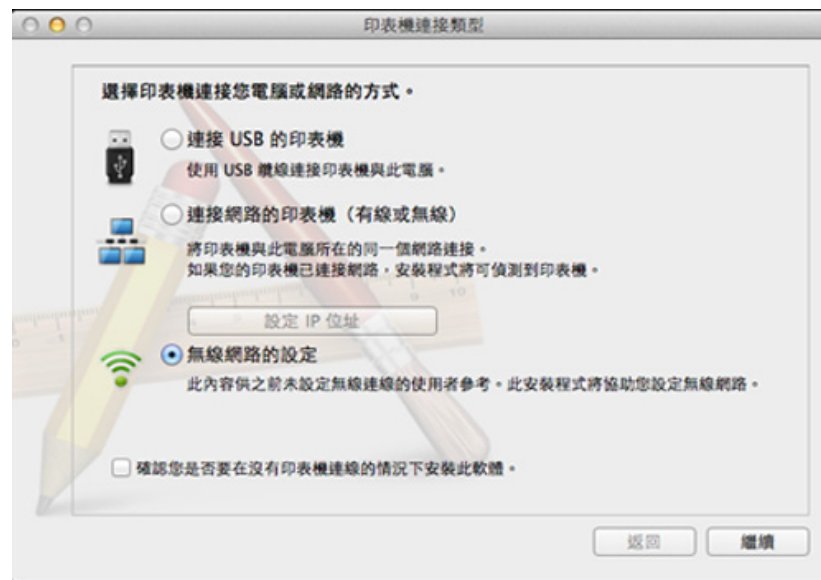 印表機連接類型
選擇印表機連接您電腦或網路的方式。
連接 USB 的印表機
使用 USB 纜線連接印表機與此電腦。
連接網路的印表機（有線或無線）
將印表機與此電腦所在的同一個網路連接。
如果您的印表機已連接網路，安裝程式將可偵測到印表機。
設定 IP 位址
無線網路的設定
此內容供之前未設定無線連線的使用者參考。此安裝程式將協助您設定無線網路。
確認您是否要在沒有印表機連線的情況下安裝此軟體。
返回
繼續